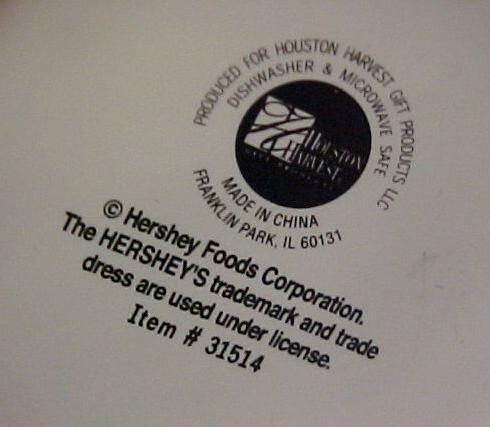 PRODUCED FOR HOUSTON HARVEST GIFT PRODUCTS LLC
DISHWASHER & MICROWAVE SAFE
HOUSTON
HARVEST
MADE IN CHINA
FRANKLIN PARK, IL 60131
© Hershey Foods Corporation.
The HERSHEY'S trademark and trade
dress are used under license.
Item # 31514